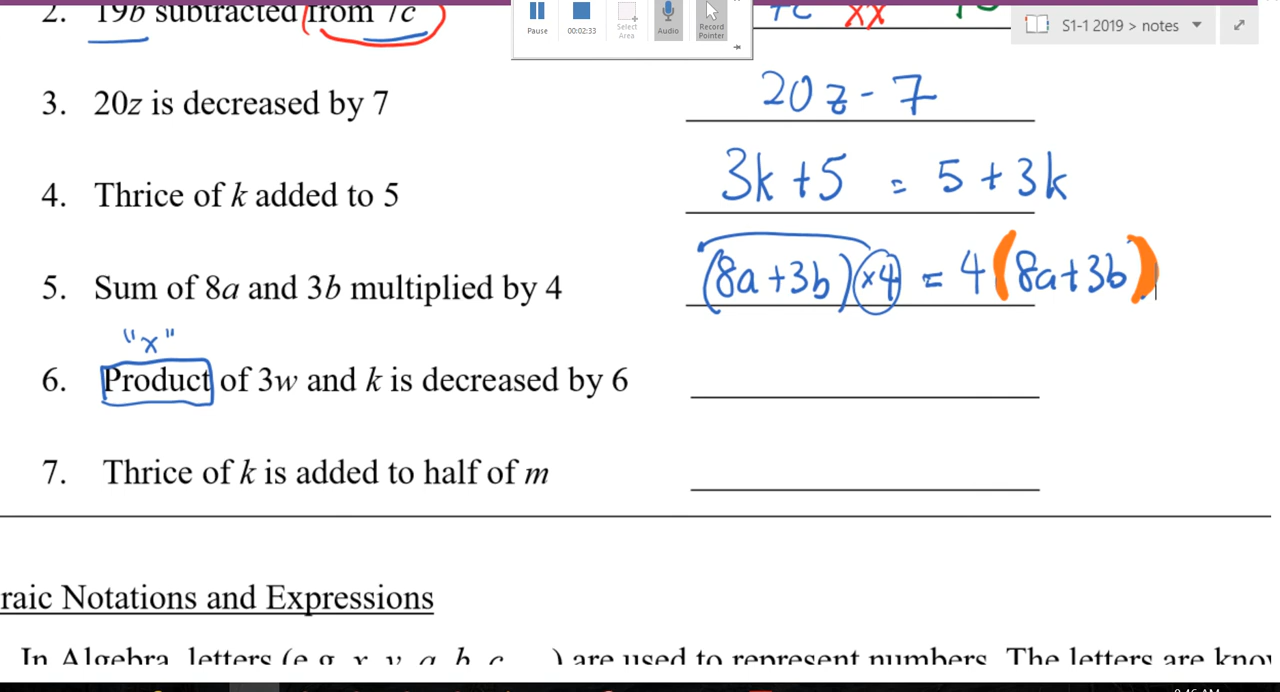 2. 19b subtracted from 7c
Pause
00:02:33
Select Area
Audio
Record Pointer
S1-1 2019 > notes
3. 20z is decreased by 7
20z - 7
4. Thrice of k added to 5
3k + 5 = 5 + 3k
5. Sum of 8a and 3b multiplied by 4
(8a + 3b) × 4 = 4(8a + 3b)
"x"
6. Product of 3w and k is decreased by 6
7. Thrice of k is added to half of m
raic Notations and Expressions
In Algebra, letters (e.g. x, y, a, b, c, ) are used to represent numbers. The letters are know